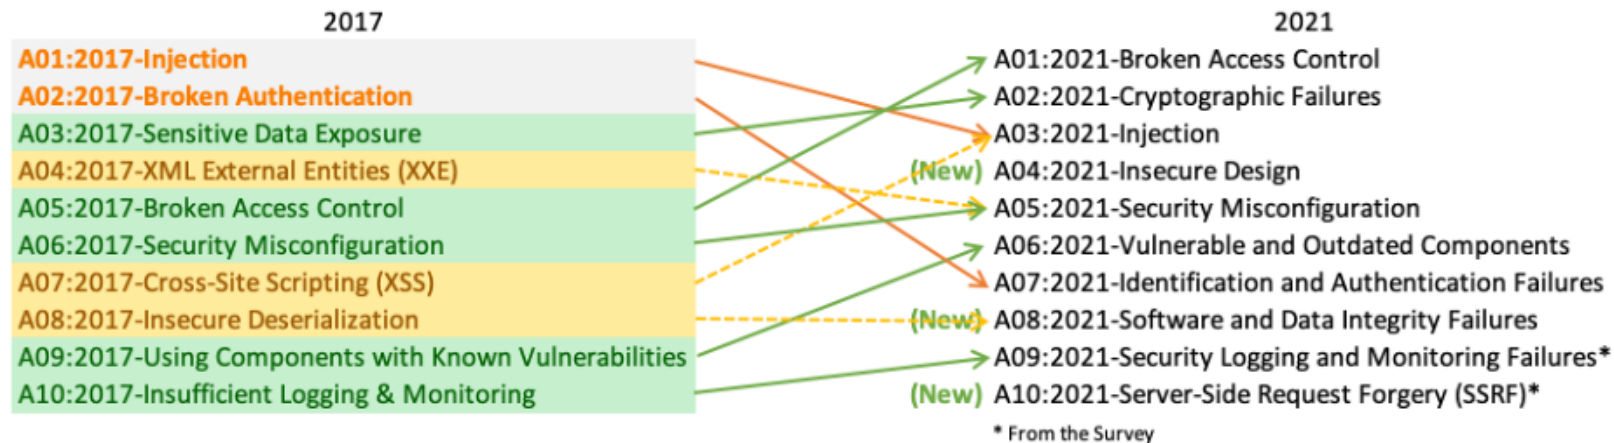 2017
A01:2017-Injection
A02:2017-Broken Authentication
A03:2017-Sensitive Data Exposure
A04:2017-XML External Entities (XXE)
A05:2017-Broken Access Control
A06:2017-Security Misconfiguration
A07:2017-Cross-Site Scripting (XSS)
A08:2017-Insecure Deserialization
A09:2017-Using Components with Known Vulnerabilities
A10:2017-Insufficient Logging & Monitoring
2021
A01:2021-Broken Access Control
A02:2021-Cryptographic Failures
A03:2021-Injection
(New) A04:2021-Insecure Design
A05:2021-Security Misconfiguration
A06:2021-Vulnerable and Outdated Components
A07:2021-Identification and Authentication Failures
(New) A08:2021-Software and Data Integrity Failures
A09:2021-Security Logging and Monitoring Failures*
(New) A10:2021-Server-Side Request Forgery (SSRF)*
* From the Survey